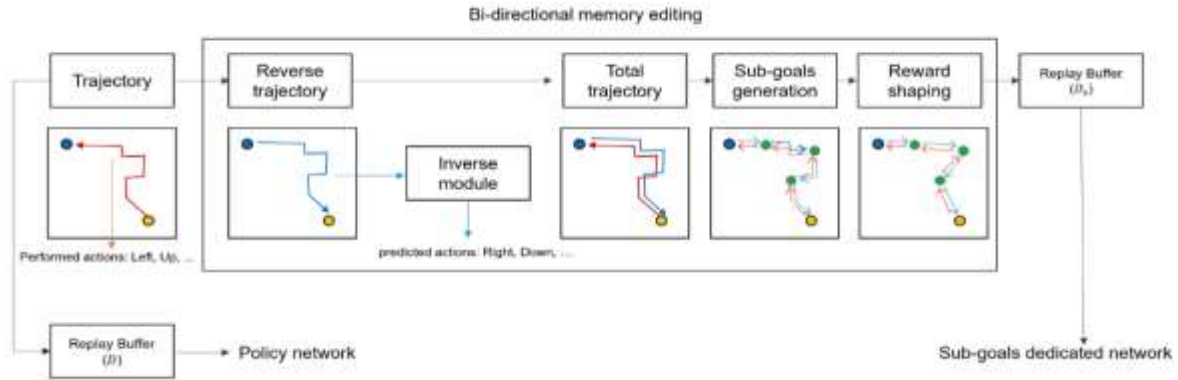 Bi-directional memory editing
Trajectory
Reverse
trajectory
Total
trajectory
Sub-goals
generation
Reward
shaping
Replay Buffer
(Dₛ)
Inverse
module
Performed actions: Left, Up, ...
predicted actions: Right, Down, ...
Replay Buffer
(D)
Policy network
Sub-goals dedicated network